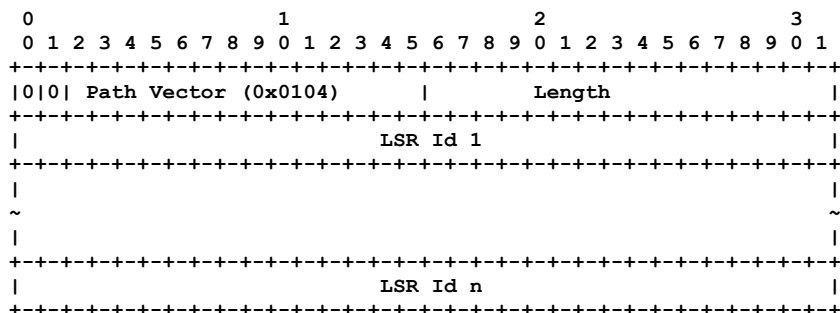 0                   1                   2                   3
 0 1 2 3 4 5 6 7 8 9 0 1 2 3 4 5 6 7 8 9 0 1 2 3 4 5 6 7 8 9 0 1
+-+-+-+-+-+-+-+-+-+-+-+-+-+-+-+-+-+-+-+-+-+-+-+-+-+-+-+-+-+-+-+-+
|0|0| Path Vector (0x0104)      |        Length                 |
+-+-+-+-+-+-+-+-+-+-+-+-+-+-+-+-+-+-+-+-+-+-+-+-+-+-+-+-+-+-+-+-+
|                            LSR Id 1                           |
+-+-+-+-+-+-+-+-+-+-+-+-+-+-+-+-+-+-+-+-+-+-+-+-+-+-+-+-+-+-+-+-+
|                                                               |
~                                                               ~
|                                                               |
+-+-+-+-+-+-+-+-+-+-+-+-+-+-+-+-+-+-+-+-+-+-+-+-+-+-+-+-+-+-+-+-+
|                            LSR Id n                           |
+-+-+-+-+-+-+-+-+-+-+-+-+-+-+-+-+-+-+-+-+-+-+-+-+-+-+-+-+-+-+-+-+